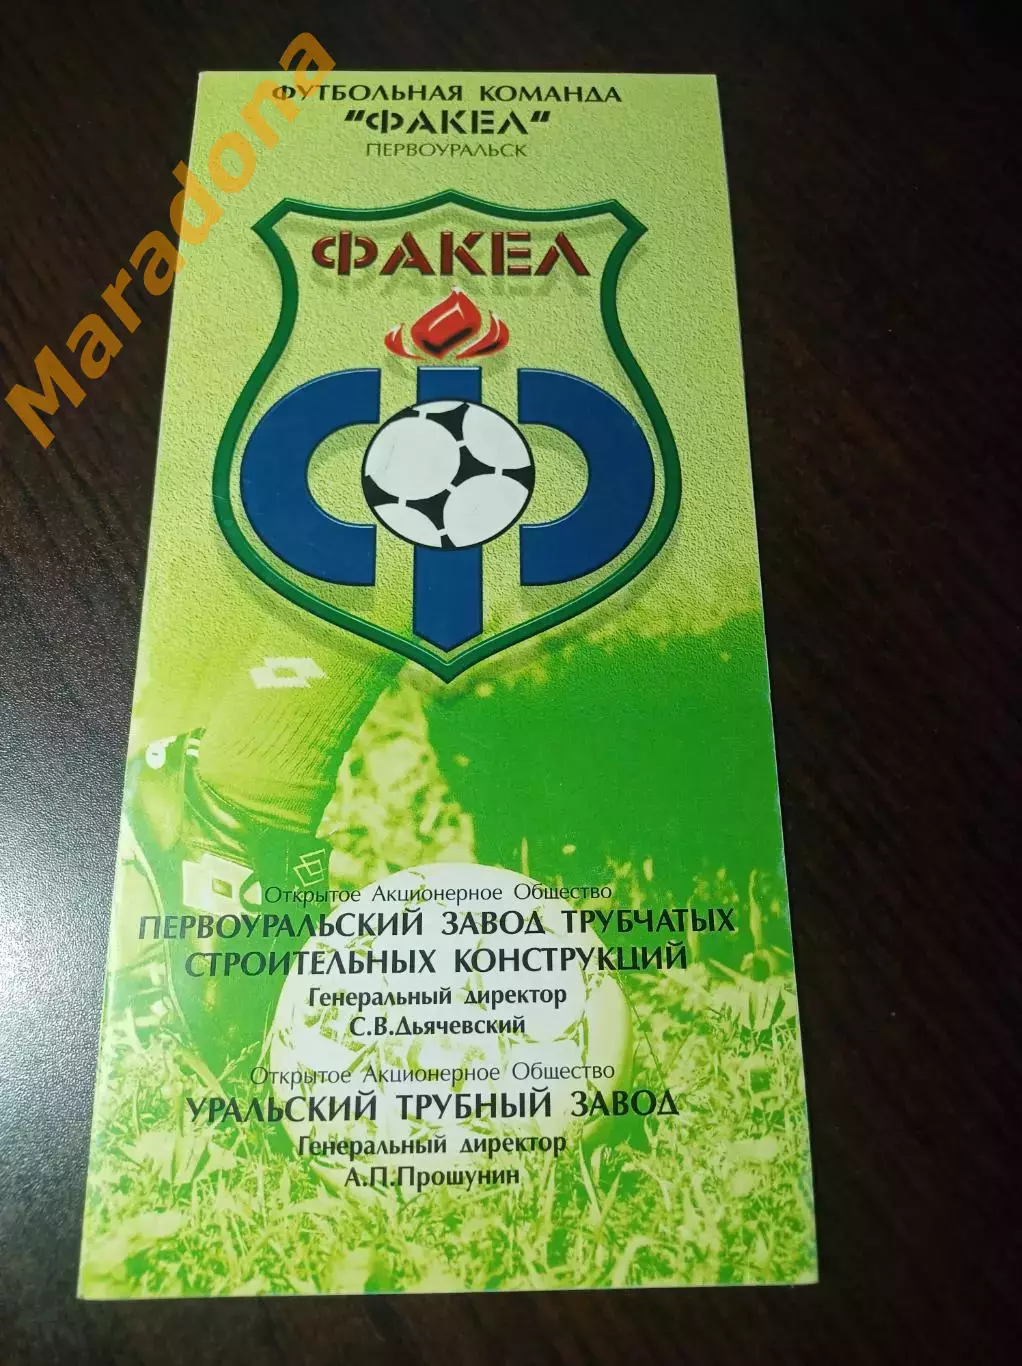 ФУТБОЛЬНАЯ КОМАНДА
"ФАКЕЛ"
ПЕРВОУРАЛЬСК
ФАКЕЛ
Открытое Акционерное Общество
ПЕРВОУРАЛЬСКИЙ ЗАВОД ТРУБЧАТЫХ
СТРОИТЕЛЬНЫХ КОНСТРУКЦИЙ
Генеральный директор
С.В.Дьячевский
Открытое Акционерное Общество
УРАЛЬСКИЙ ТРУБНЫЙ ЗАВОД
Генеральный директор
А.П.Прошунин
Maradona